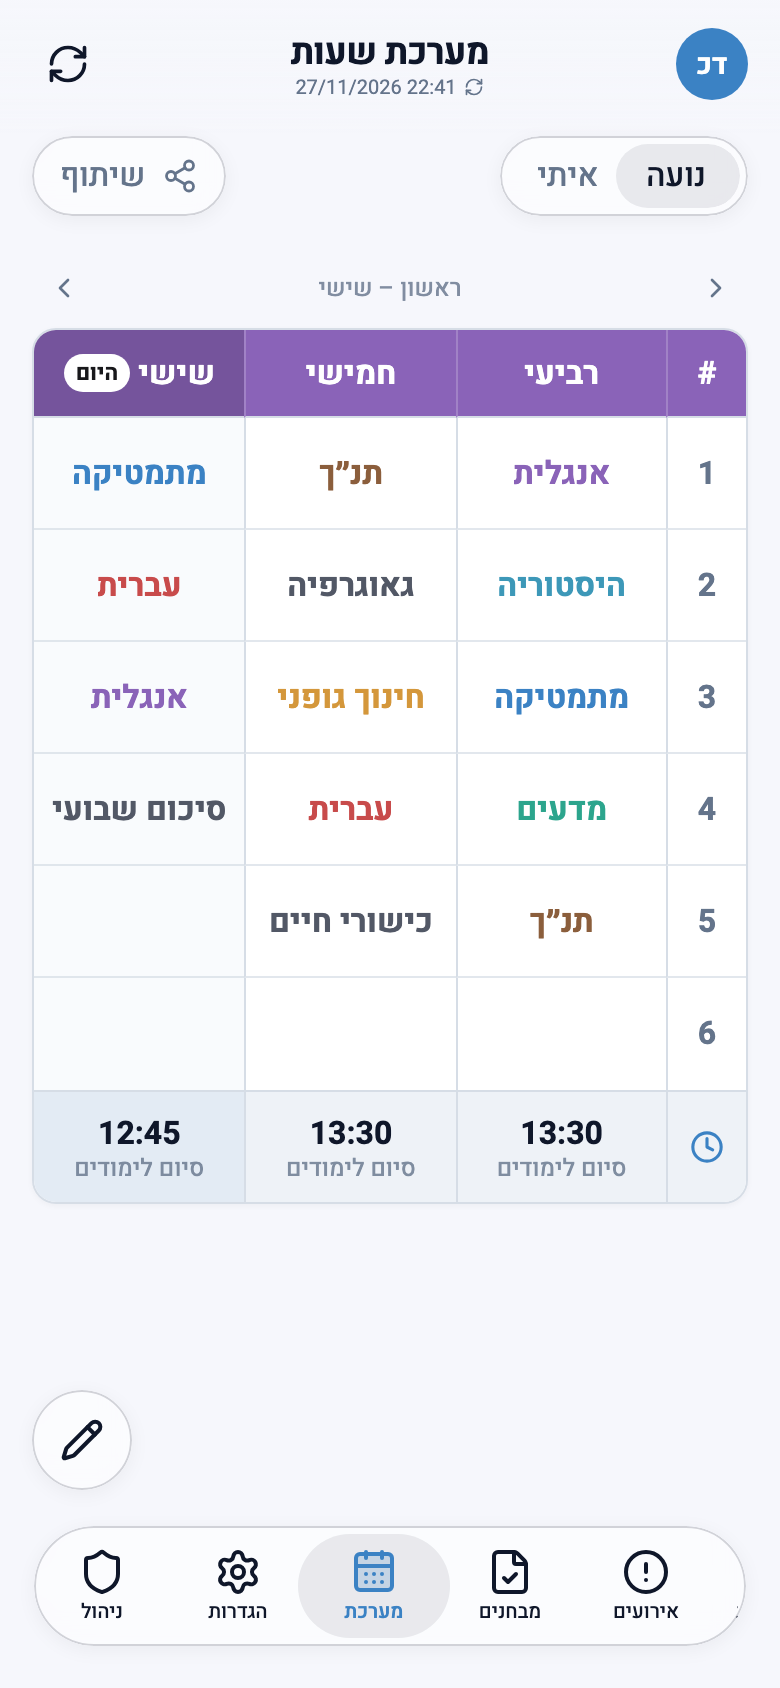 דכ
מערכת שעות
27/11/2026 22:41
נועה
איתי
שיתוף
ראשון – שישי
# רביעי חמישי שישי היום
1 אנגלית תנ״ך מתמטיקה
2 היסטוריה גאוגרפיה עברית
3 מתמטיקה חינוך גופני אנגלית
4 מדעים עברית סיכום שבועי
5 תנ״ך כישורי חיים
6
13:30 13:30 12:45
סיום לימודים סיום לימודים סיום לימודים
אירועים מבחנים מערכת הגדרות ניהול